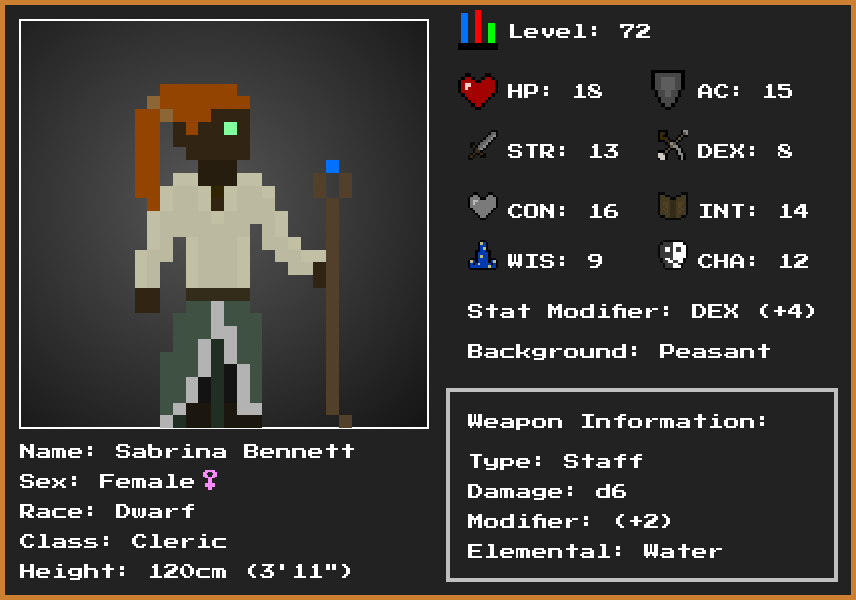 Level: 72
HP: 18 AC: 15
STR: 13 DEX: 8
CON: 16 INT: 14
WIS: 9 CHA: 12
Stat Modifier: DEX (+4)
Background: Peasant
Weapon Information:
Type: Staff
Damage: d6
Modifier: (+2)
Elemental: Water
Name: Sabrina Bennett
Sex: Female♀
Race: Dwarf
Class: Cleric
Height: 120cm (3'11")